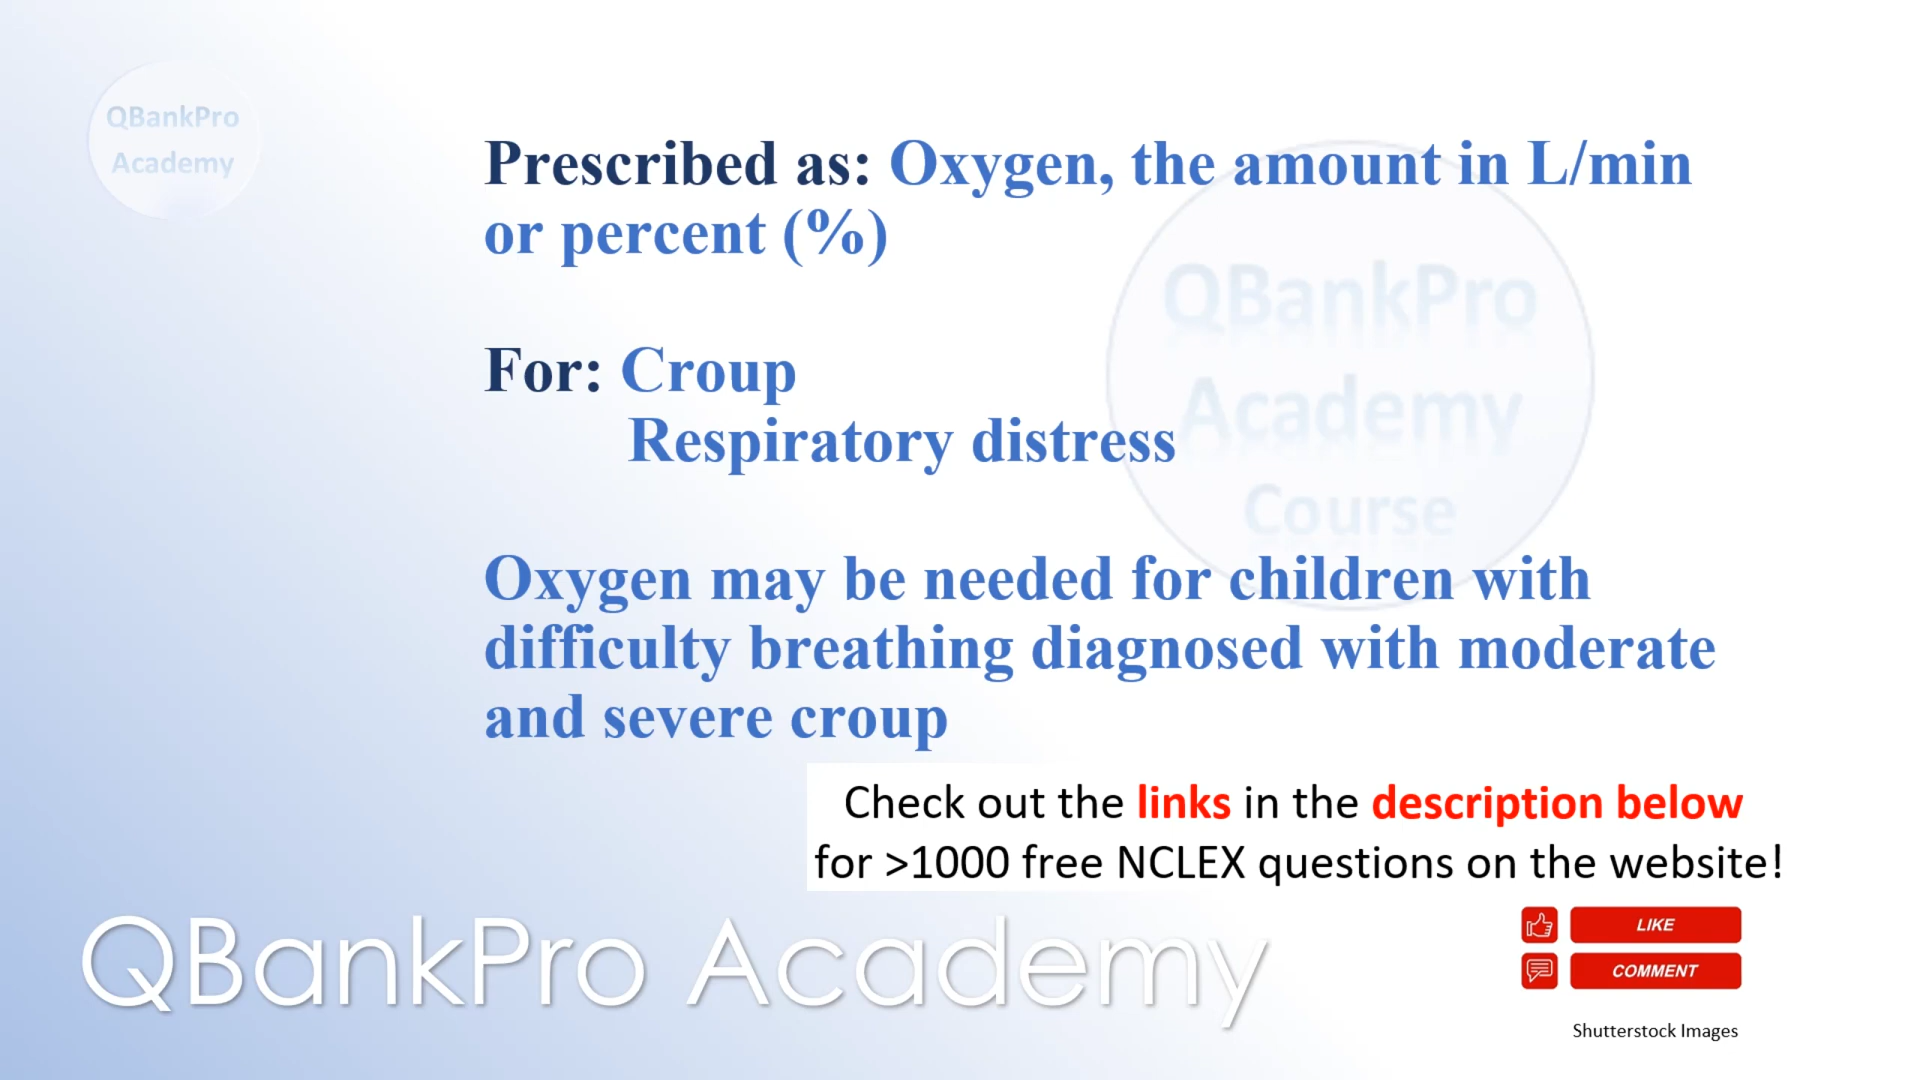 QBankPro
Academy
Prescribed as: Oxygen, the amount in L/min
or percent (%)
For: Croup
Respiratory distress
QBankPro
Academy
Course
Oxygen may be needed for children with
difficulty breathing diagnosed with moderate
and severe croup
Check out the links in the description below
for >1000 free NCLEX questions on the website!
QBankPro Academy
LIKE
COMMENT
Shutterstock Images